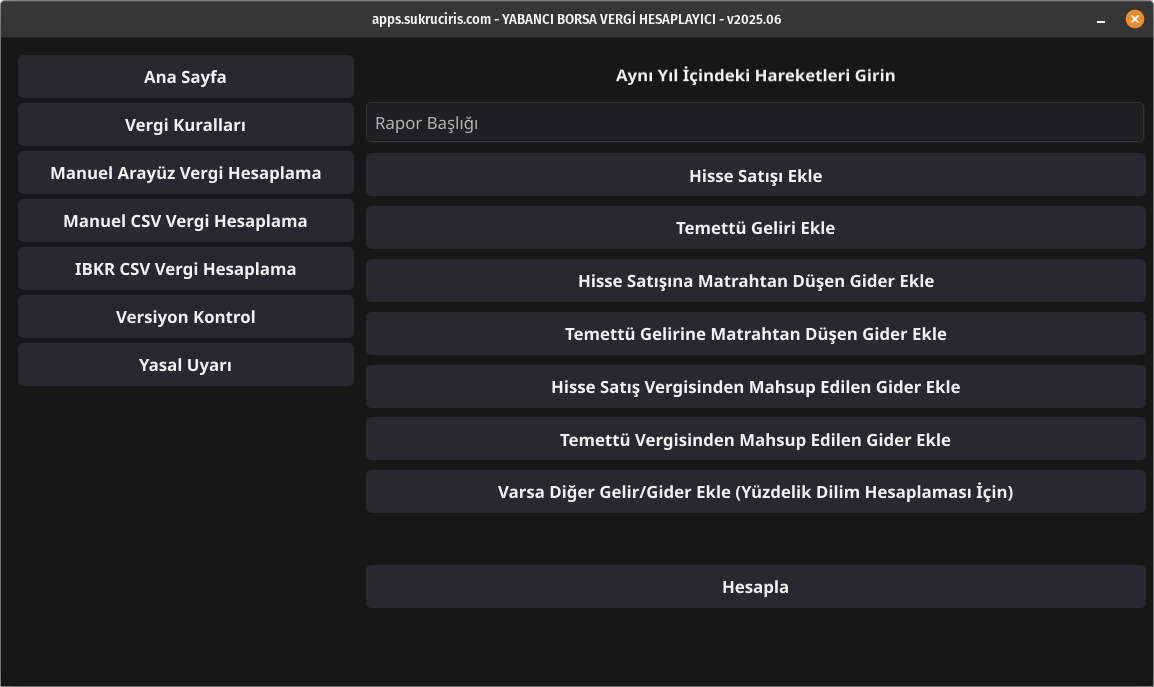 apps.sukruciris.com - YABANCI BORSA VERGİ HESAPLAYICI - v2025.06
Ana Sayfa
Vergi Kuralları
Manuel Arayüz Vergi Hesaplama
Manuel CSV Vergi Hesaplama
IBKR CSV Vergi Hesaplama
Versiyon Kontrol
Yasal Uyarı
Aynı Yıl İçindeki Hareketleri Girin
Rapor Başlığı
Hisse Satışı Ekle
Temettü Geliri Ekle
Hisse Satışına Matrahtan Düşen Gider Ekle
Temettü Gelirine Matrahtan Düşen Gider Ekle
Hisse Satış Vergisinden Mahsup Edilen Gider Ekle
Temettü Vergisinden Mahsup Edilen Gider Ekle
Varsa Diğer Gelir/Gider Ekle (Yüzdelik Dilim Hesaplaması İçin)
Hesapla